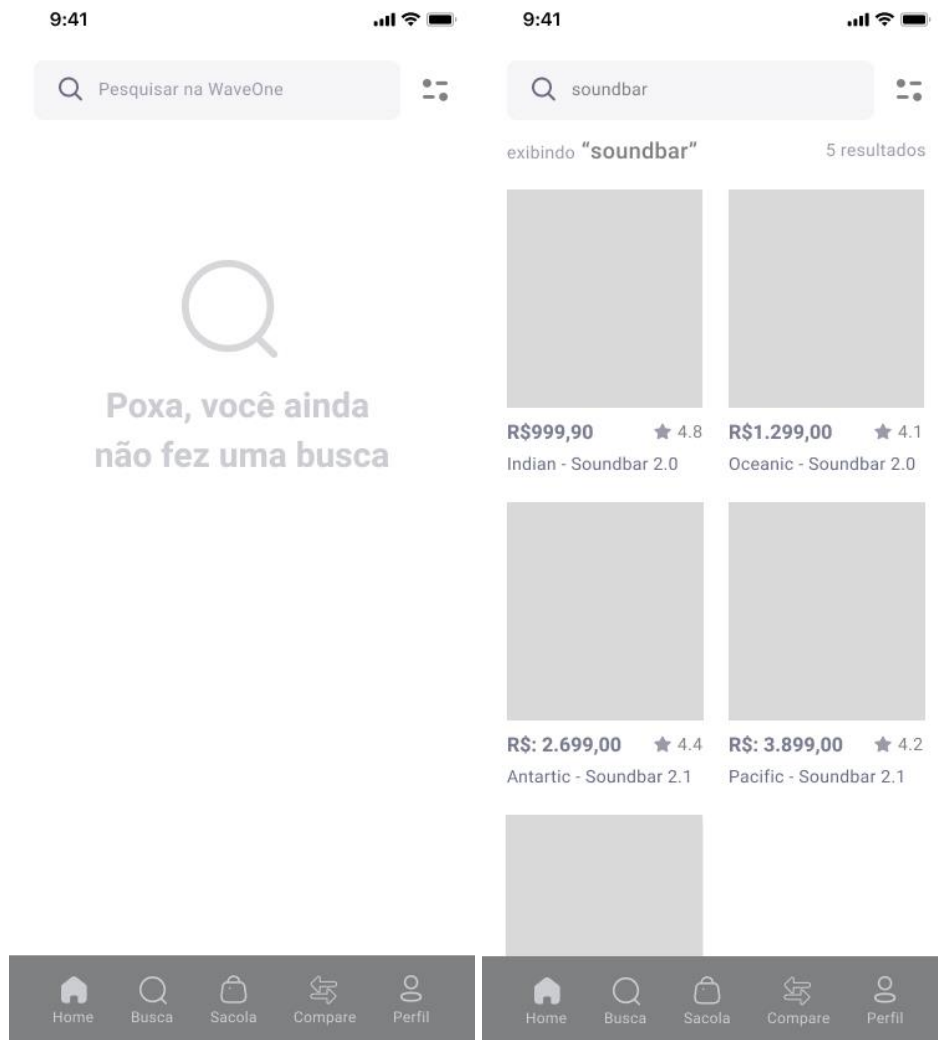 9:41
Pesquisar na WaveOne
Poxa, você ainda
não fez uma busca
Home Busca Sacola Compare Perfil
9:41
soundbar
exibindo “soundbar” 5 resultados
R$999,90 4.8 R$1.299,00 4.1
Indian - Soundbar 2.0 Oceanic - Soundbar 2.0
R$: 2.699,00 4.4 R$: 3.899,00 4.2
Antartic - Soundbar 2.1 Pacific - Soundbar 2.1
Home Busca Sacola Compare Perfil